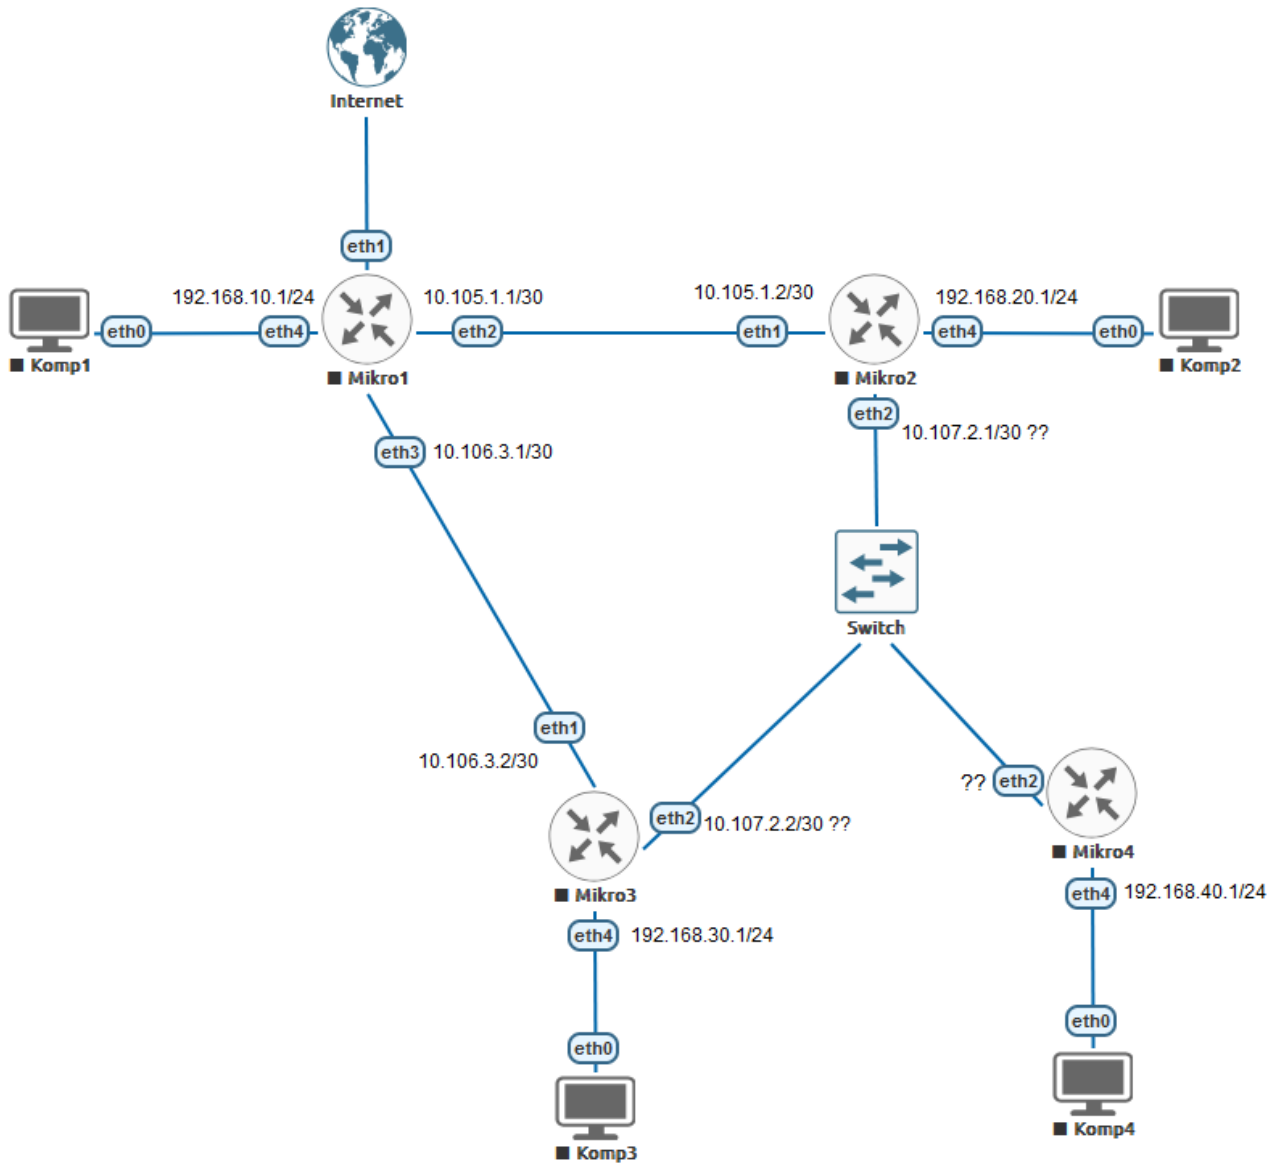 Internet
eth1
192.168.10.1/24
10.105.1.1/30
10.105.1.2/30
192.168.20.1/24
eth0
eth4
eth2
eth1
eth4
eth0
■ Komp1
■ Mikro1
■ Mikro2
■ Komp2
eth2
10.107.2.1/30 ??
eth3
10.106.3.1/30
Switch
eth1
10.106.3.2/30
?? eth2
eth2
10.107.2.2/30 ??
■ Mikro4
■ Mikro3
eth4
192.168.40.1/24
eth4
192.168.30.1/24
eth0
eth0
■ Komp4
■ Komp3